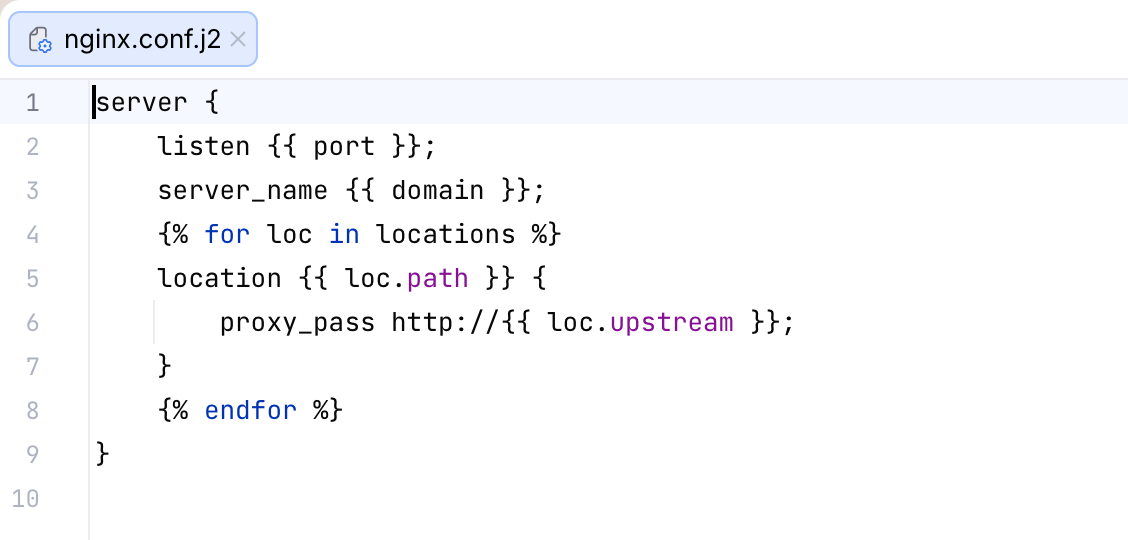 nginx.conf.j2
1 server {
2     listen {{ port }};
3     server_name {{ domain }};
4     {% for loc in locations %}
5     location {{ loc.path }} {
6         proxy_pass http://{{ loc.upstream }};
7     }
8     {% endfor %}
9 }
10